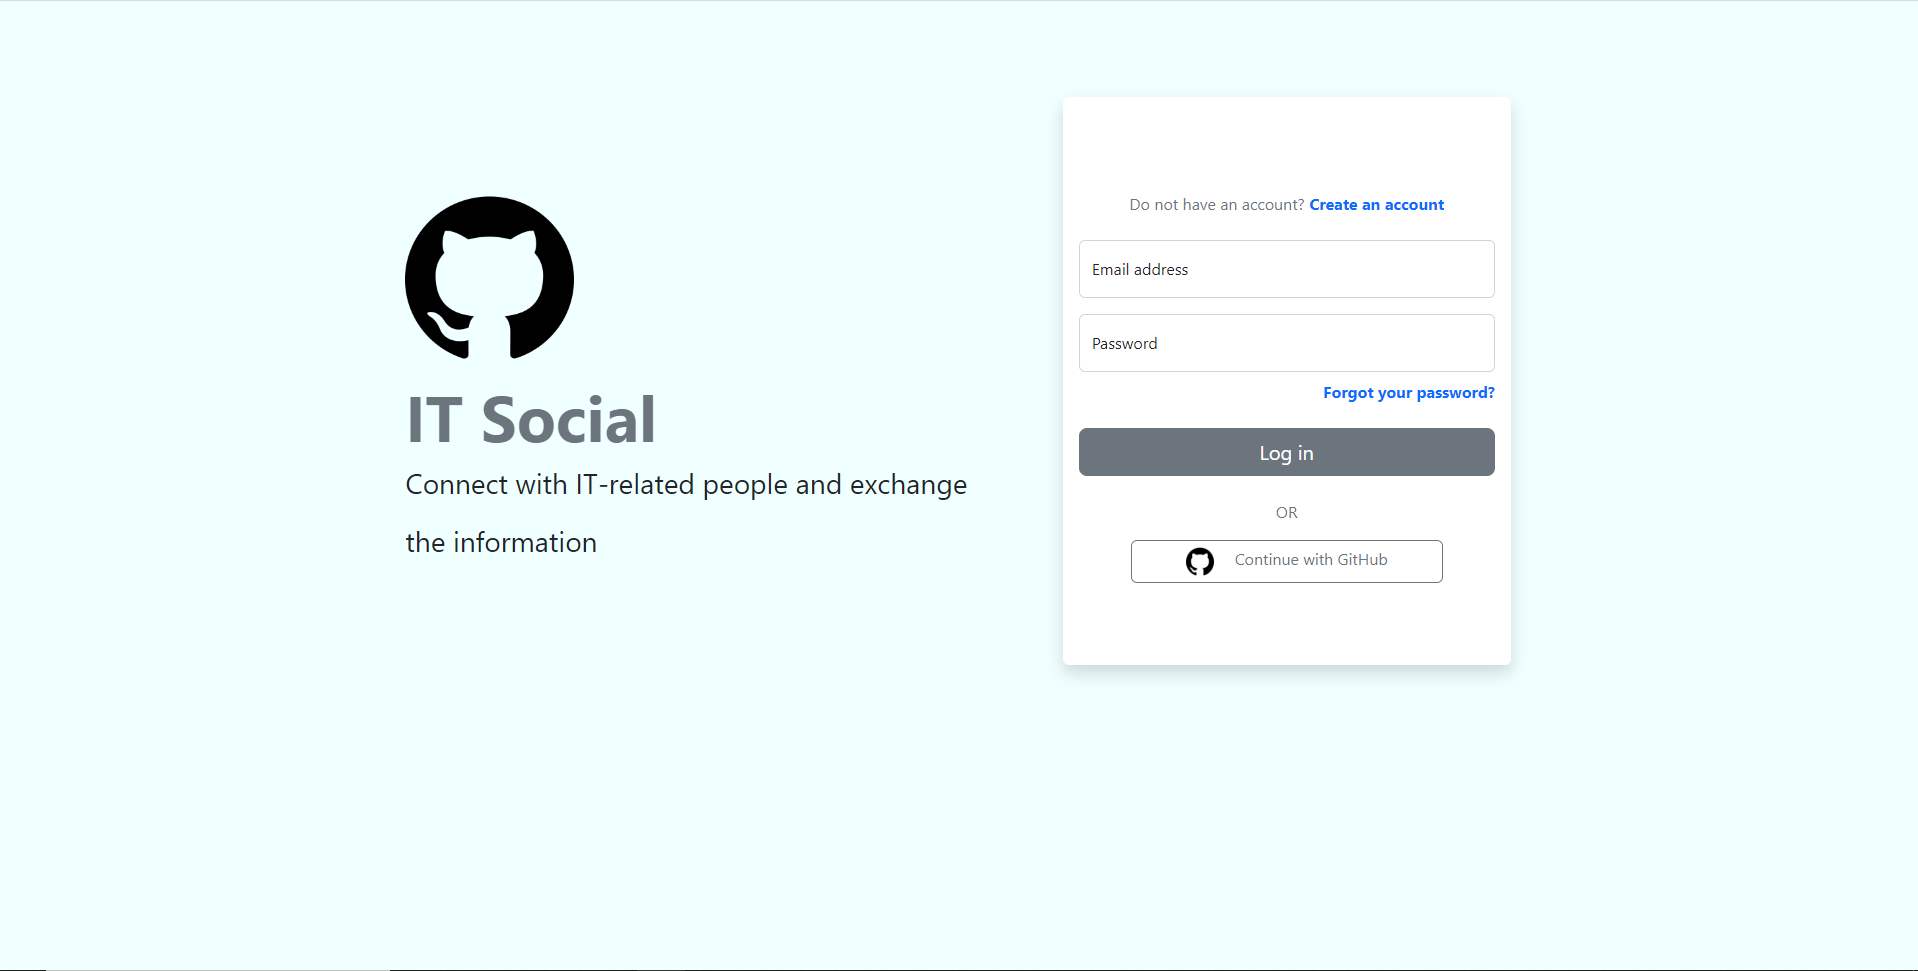 IT Social
Connect with IT-related people and exchange
the information
Do not have an account? Create an account
Email address
Password
Forgot your password?
Log in
OR
Continue with GitHub